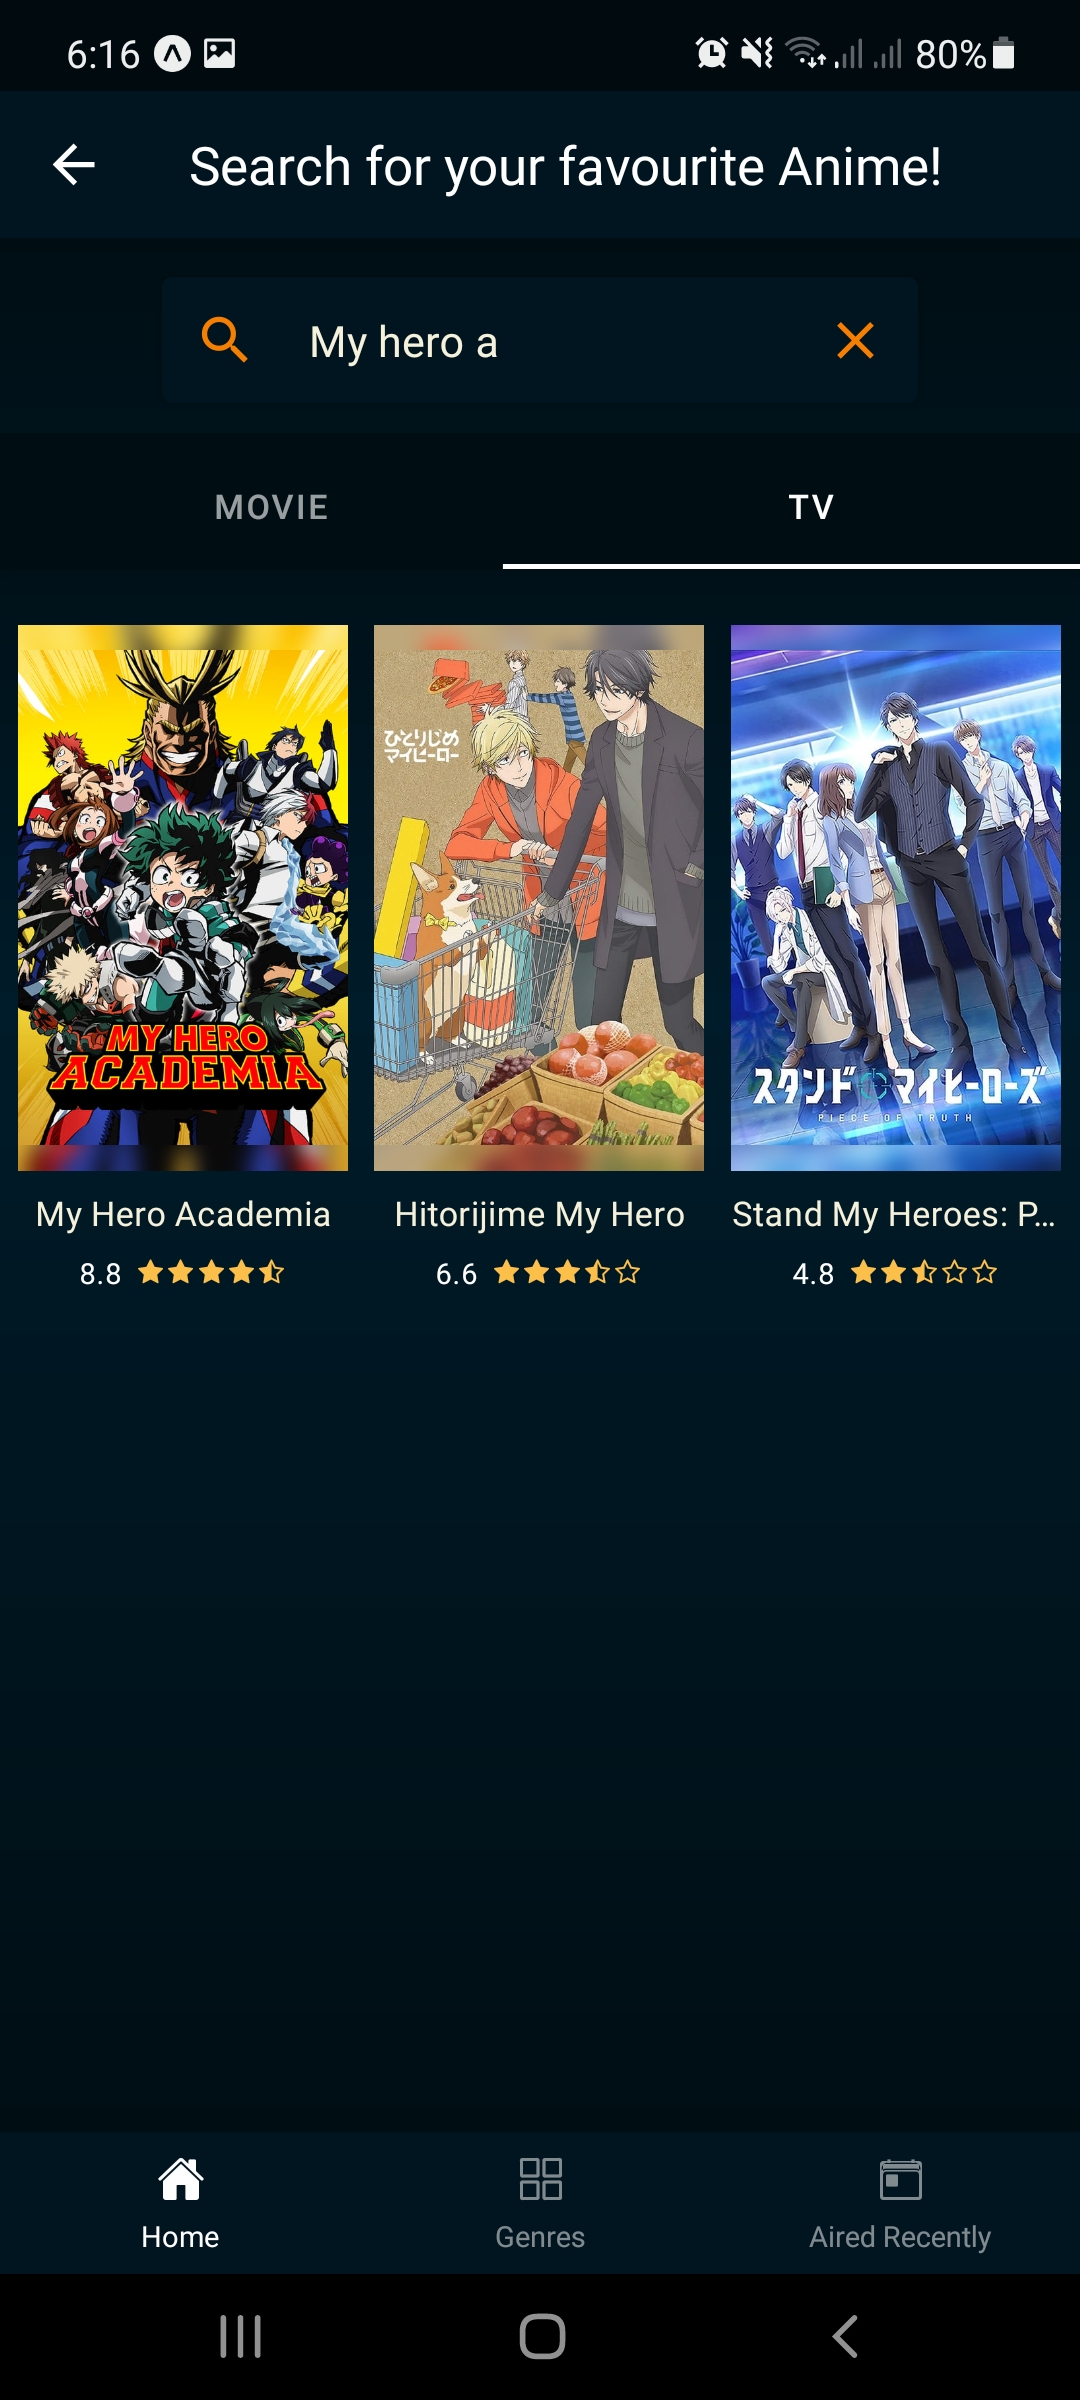 6:16 80%
Search for your favourite Anime!
My hero a
MOVIE TV
MY HERO
ACADEMIA
ひとりじめ
マイヒーロー
スタンドマイヒーローズ
PIECE OF TRUTH
My Hero Academia Hitorijime My Hero Stand My Heroes: P...
8.8 6.6 4.8
Home Genres Aired Recently